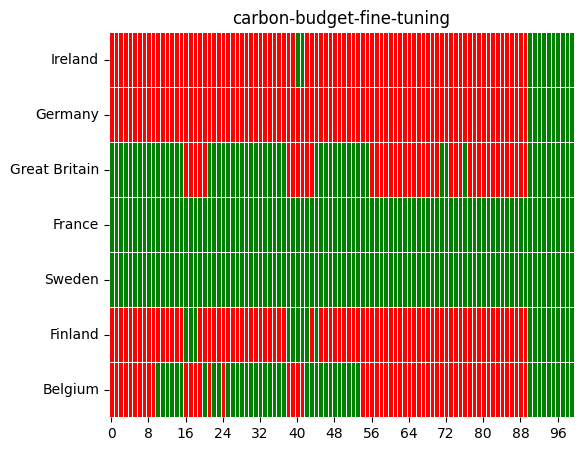 carbon-budget-fine-tuning
Ireland
Germany
Great Britain
France
Sweden
Finland
Belgium
0 8 16 24 32 40 48 56 64 72 80 88 96